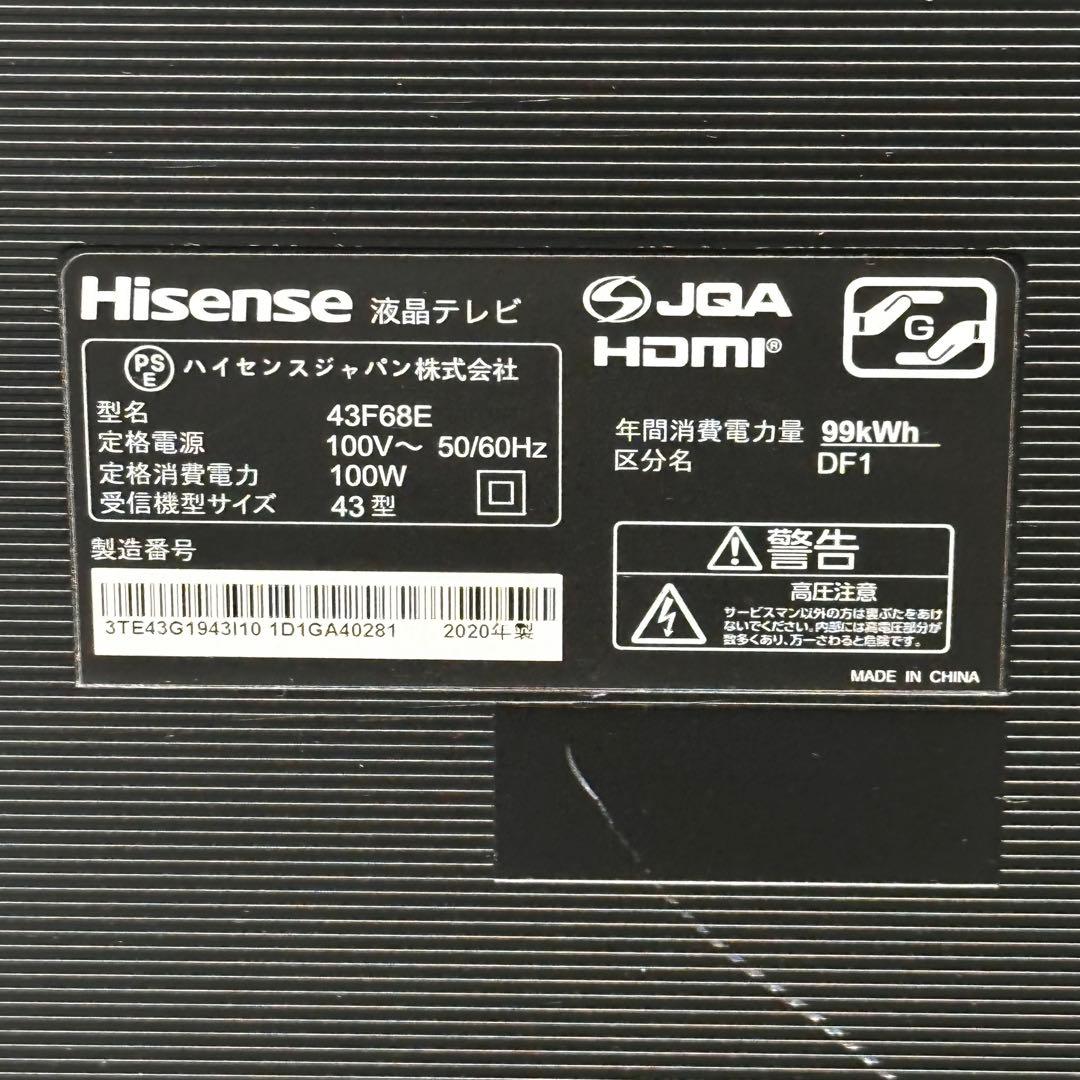 Hisense 液晶テレビ
PSE ハイセンスジャパン株式会社
型名 43F68E
定格電源 100V～ 50/60Hz
定格消費電力 100W
受信機型サイズ 43型
製造番号
3TE43G1943I10 1D1GA40281 2020年製
JQA
HDMI®
G
年間消費電力量 99kWh
区分名 DF1
警告
高圧注意
サービスマン以外の方は裏ぶたをあけ
ないでください。内部には高電圧部分が
数多くあり、万一さわると危険です。
MADE IN CHINA